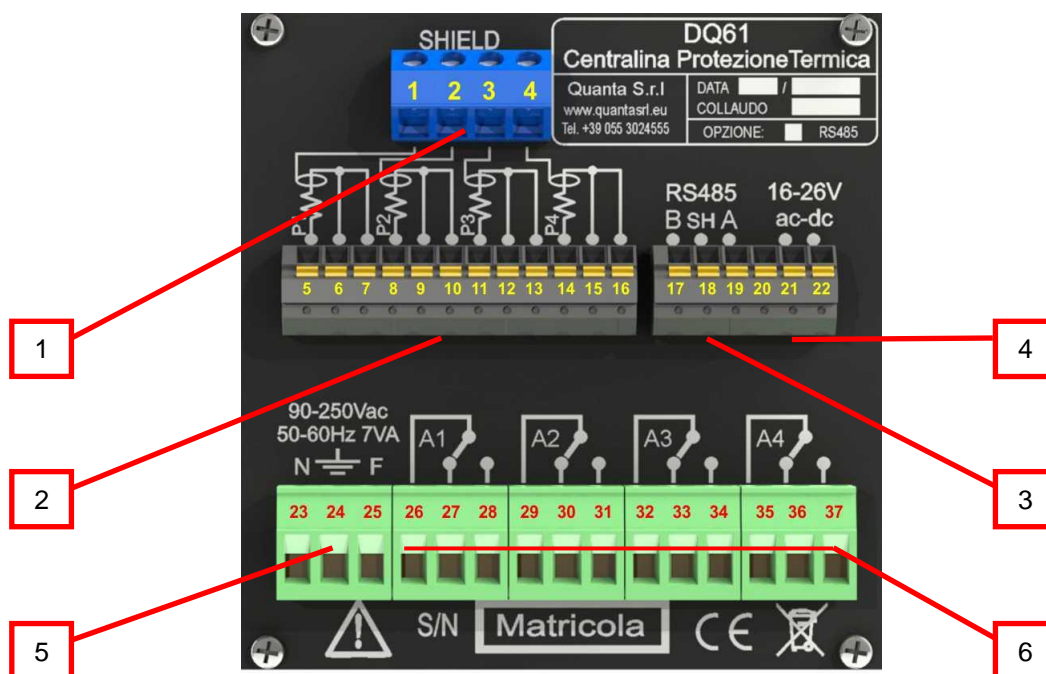 SHIELD
1 2 3 4
DQ61
Centralina ProtezioneTermica
Quanta S.r.l
www.quantasrl.eu
Tel. +39 055 3024555
DATA /
COLLAUDO
OPZIONE: RS485
P1 P2 P3 P4
RS485
B SH A
16-26V
ac-dc
5 6 7 8 9 10 11 12 13 14 15 16
17 18 19 20 21 22
1
4
90-250Vac
50-60Hz 7VA
N F
A1 A2 A3 A4
2
3
23 24 25 26 27 28 29 30 31 32 33 34 35 36 37
S/N Matricola CE
5
6